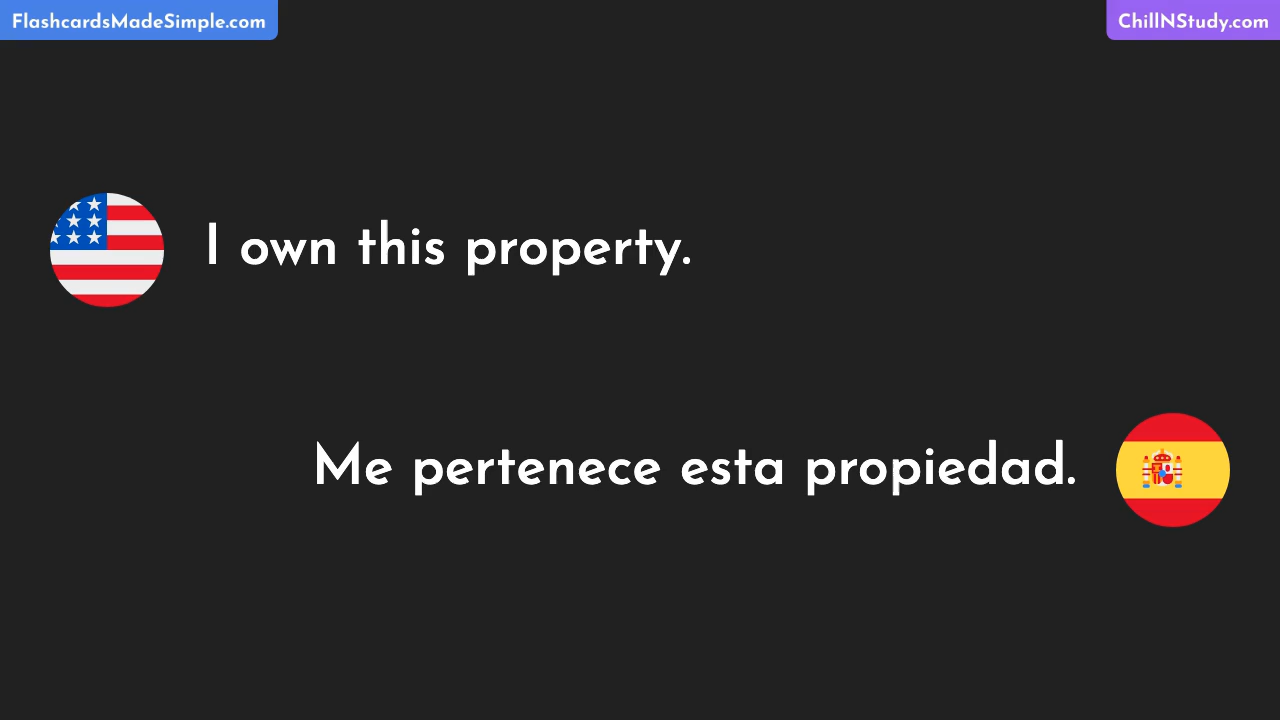 FlashcardsMadeSimple.com
ChillNStudy.com
I own this property.
Me pertenece esta propiedad.